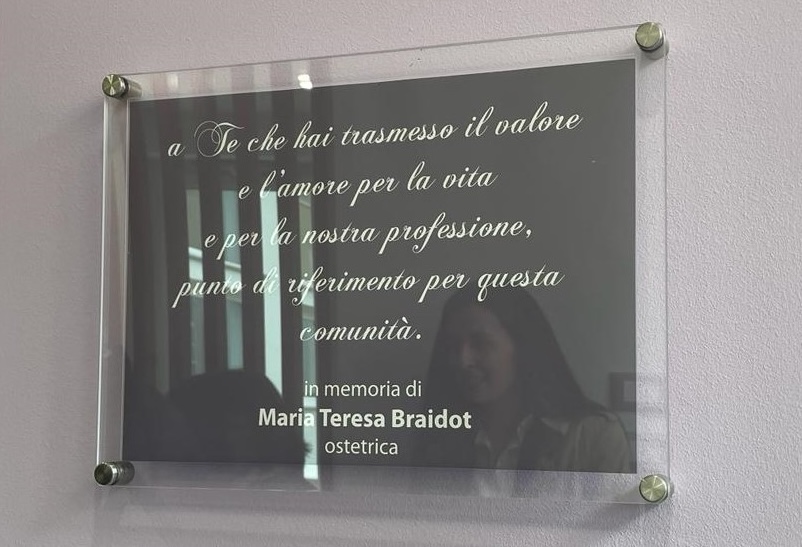 a Te che hai trasmesso il valore
e l'amore per la vita
e per la nostra professione,
punto di riferimento per questa
comunità.
in memoria di
Maria Teresa Braidot
ostetrica